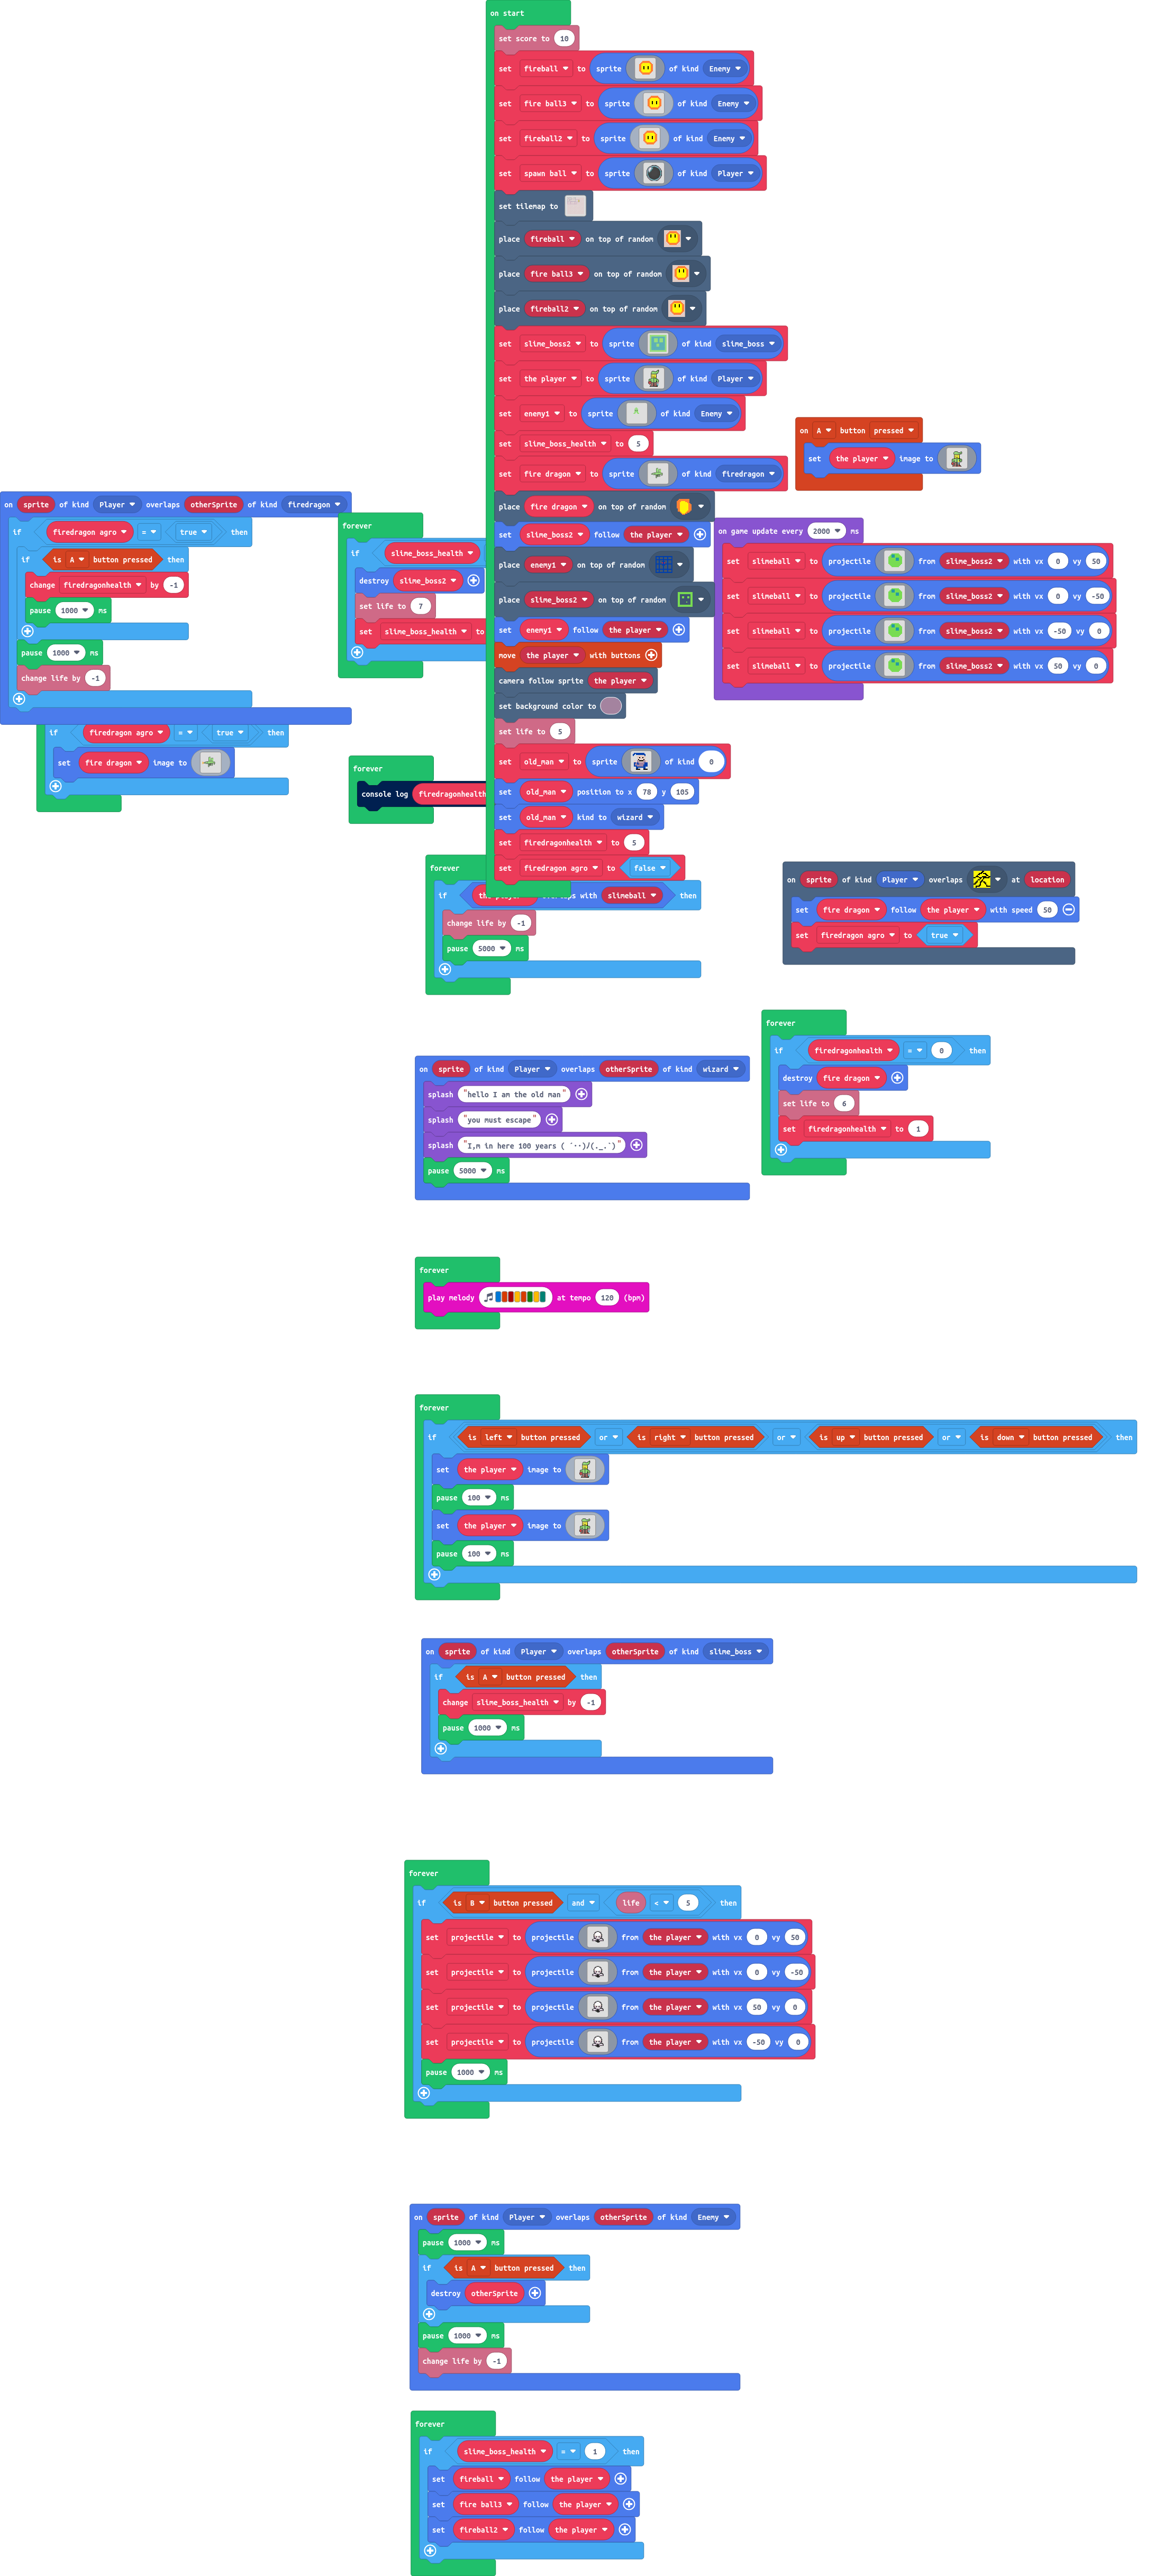 on start
set score to 10
set fireball to sprite of kind Enemy
set fire ball3 to sprite of kind Enemy
set fireball2 to sprite of kind Enemy
set spawn ball to sprite of kind Player
set tilemap to
place fireball on top of random
place fire ball3 on top of random
place fireball2 on top of random
set slime_boss2 to sprite of kind slime_boss
set the player to sprite of kind Player
set enemy1 to sprite of kind Enemy
set slime_boss_health to 5
set fire dragon to sprite of kind firedragon
place fire dragon on top of random
set slime_boss2 follow the player
place enemy1 on top of random
place slime_boss2 on top of random
set enemy1 follow the player
move the player with buttons
camera follow sprite the player
set background color to
set life to 5
set old_man to sprite of kind 0
set old_man position to x 78 y 105
set old_man kind to wizard
set firedragonhealth to 5
set firedragon agro to false
on A button pressed
set the player image to
on sprite of kind Player overlaps otherSprite of kind firedragon
if firedragon agro = true then
if is A button pressed then
change firedragonhealth by -1
pause 1000 ms
pause 1000 ms
change life by -1
if firedragon agro = true then
set fire dragon image to
forever
if slime_boss_health
destroy slime_boss2
set life to 7
set slime_boss_health to
on game update every 2000 ms
set slimeball to projectile from slime_boss2 with vx 0 vy 50
set slimeball to projectile from slime_boss2 with vx 0 vy -50
set slimeball to projectile from slime_boss2 with vx -50 vy 0
set slimeball to projectile from slime_boss2 with vx 50 vy 0
forever
console log firedragonhealth
forever
if with slimeball then
change life by -1
pause 5000 ms
on sprite of kind Player overlaps at location
set fire dragon follow the player with speed 50
set firedragon agro to true
forever
if firedragonhealth = 0 then
destroy fire dragon
set life to 6
set firedragonhealth to 1
on sprite of kind Player overlaps otherSprite of kind wizard
splash "hello I am the old man"
splash "you must escape"
splash "I,m in here 100 years ( ˙··)/(._.˙)"
pause 5000 ms
forever
play melody at tempo 120 (bpm)
forever
if is left button pressed or is right button pressed or is up button pressed or is down button pressed then
set the player image to
pause 100 ms
set the player image to
pause 100 ms
on sprite of kind Player overlaps otherSprite of kind slime_boss
if is A button pressed then
change slime_boss_health by -1
pause 1000 ms
forever
if is B button pressed and life < 5 then
set projectile to projectile from the player with vx 0 vy 50
set projectile to projectile from the player with vx 0 vy -50
set projectile to projectile from the player with vx 50 vy 0
set projectile to projectile from the player with vx -50 vy 0
pause 1000 ms
on sprite of kind Player overlaps otherSprite of kind Enemy
pause 1000 ms
if is A button pressed then
destroy otherSprite
pause 1000 ms
change life by -1
forever
if slime_boss_health = 1 then
set fireball follow the player
set fire ball3 follow the player
set fireball2 follow the player